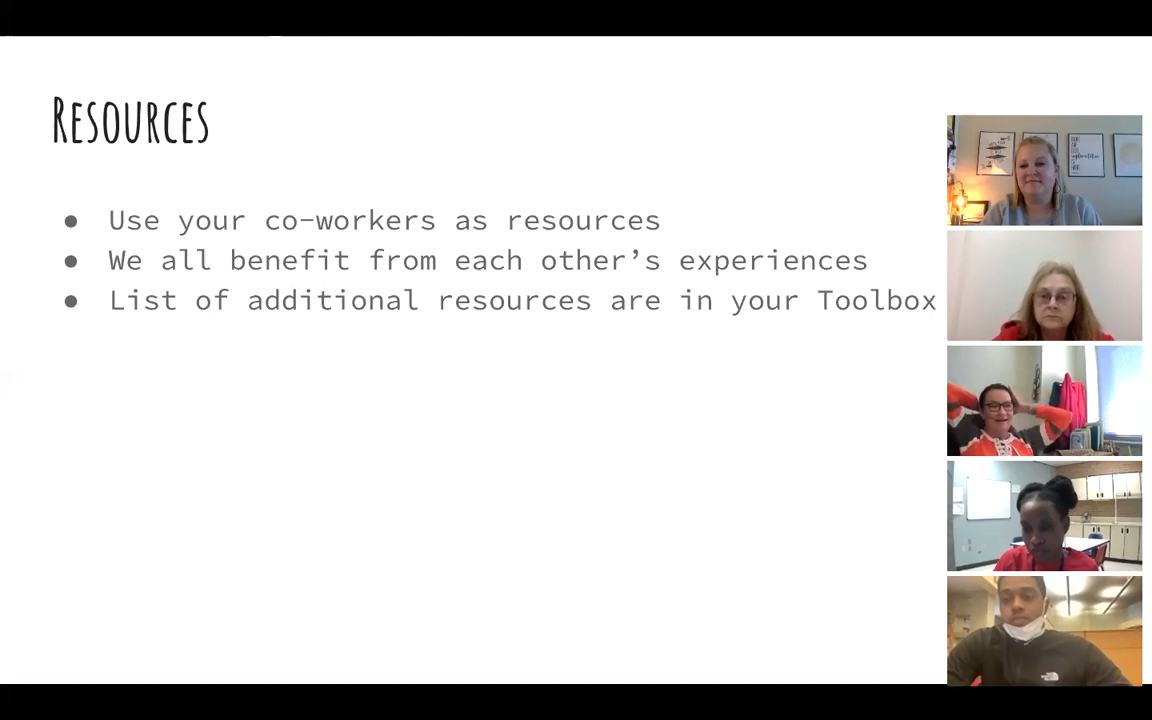 Resources
● Use your co-workers as resources
● We all benefit from each other’s experiences
● List of additional resources are in your Toolbox